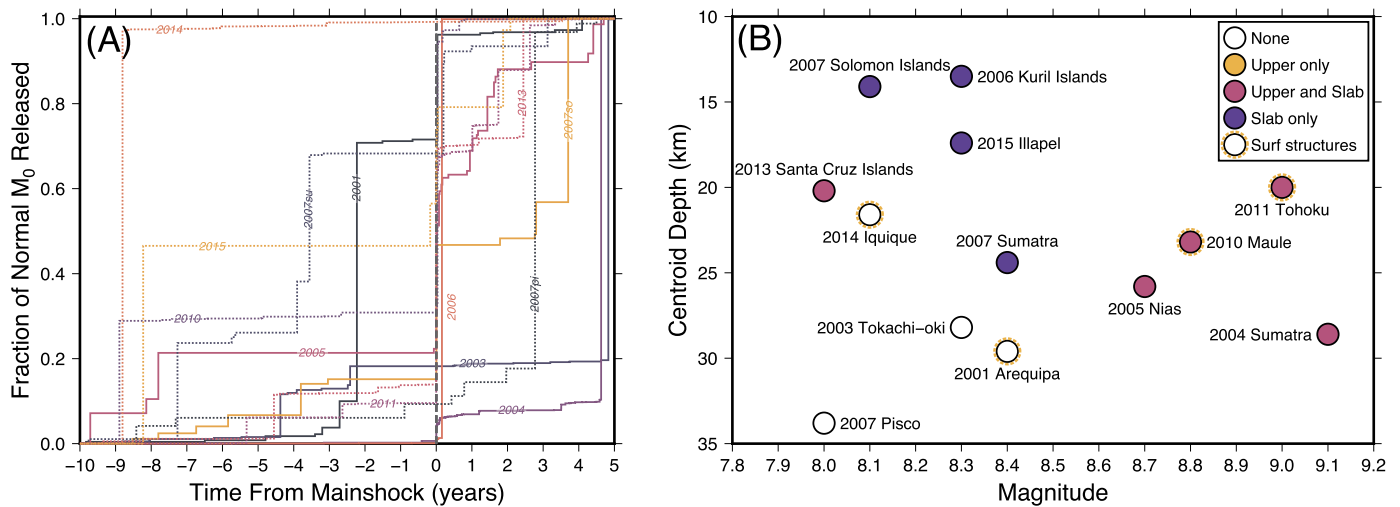 (A)
Fraction of Normal M0 Released
1.0
0.8
0.6
0.4
0.2
0.0
2014
2015
2010
2005
2007su
2001
2011
2006
2013
2007so
2007pi
2003
2004
−10 −9 −8 −7 −6 −5 −4 −3 −2 −1 0 1 2 3 4 5
Time From Mainshock (years)
(B)
Centroid Depth (km)
10
15
20
25
30
35
None
Upper only
Upper and Slab
Slab only
Surf structures
2007 Solomon Islands
2006 Kuril Islands
2015 Illapel
2013 Santa Cruz Islands
2011 Tohoku
2014 Iquique
2007 Sumatra
2010 Maule
2005 Nias
2003 Tokachi−oki
2004 Sumatra
2001 Arequipa
2007 Pisco
7.8 7.9 8.0 8.1 8.2 8.3 8.4 8.5 8.6 8.7 8.8 8.9 9.0 9.1 9.2
Magnitude